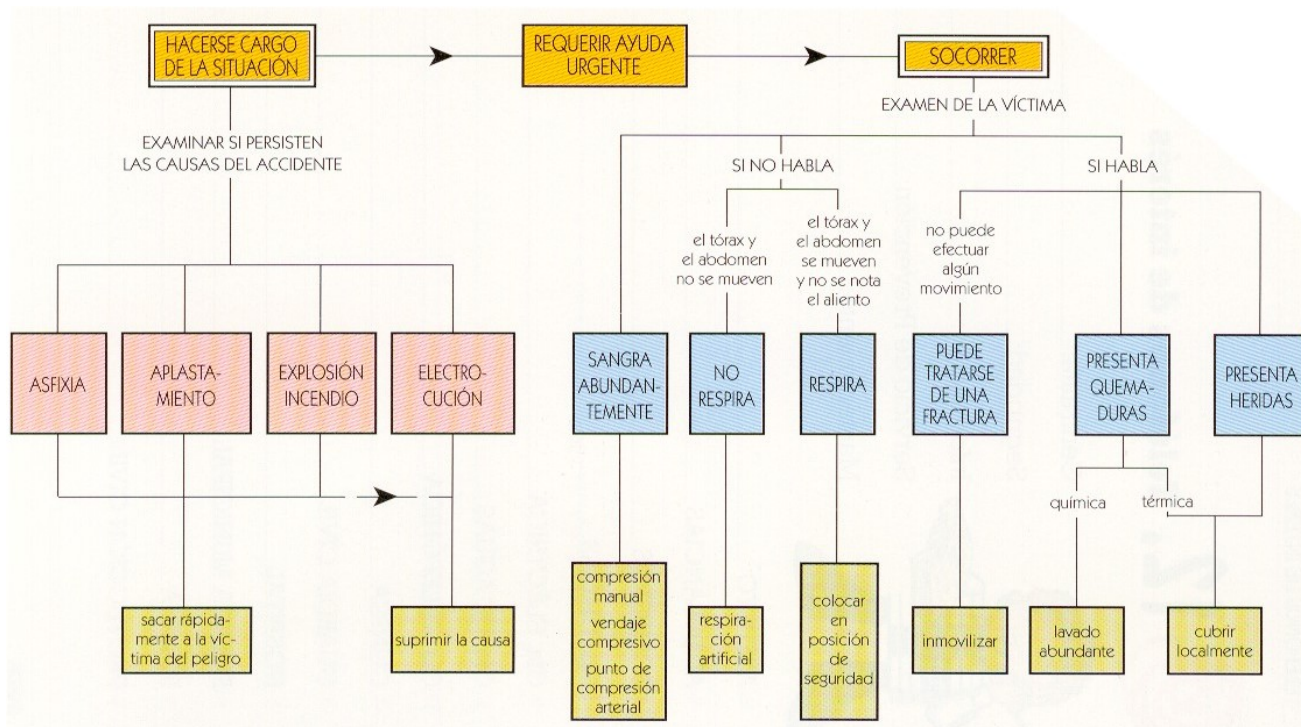 HACERSE CARGO
DE LA SITUACIÓN
REQUERIR AYUDA
URGENTE
SOCORRER
EXAMINAR SI PERSISTEN
LAS CAUSAS DEL ACCIDENTE
EXAMEN DE LA VÍCTIMA
SI NO HABLA
SI HABLA
el tórax y
el abdomen
no se mueven
el tórax y
el abdomen
se mueven
y no se nota
el aliento
no puede
efectuar
algún
movimiento
ASFIXIA
APLASTA-
MIENTO
EXPLOSIÓN
INCENDIO
ELECTRO-
CUCIÓN
SANGRA
ABUNDAN-
TEMENTE
NO
RESPIRA
RESPIRA
PUEDE
TRATARSE
DE UNA
FRACTURA
PRESENTA
QUEMA-
DURAS
PRESENTA
HERIDAS
química
térmica
sacar rápida-
mente a la víc-
tima del peligro
suprimir la causa
compresión
manual
vendaje
compresivo
punto de
compresión
arterial
respira-
ción
artificial
colocar
en
posición
de
seguridad
inmovilizar
lavado
abundante
cubrir
localmente